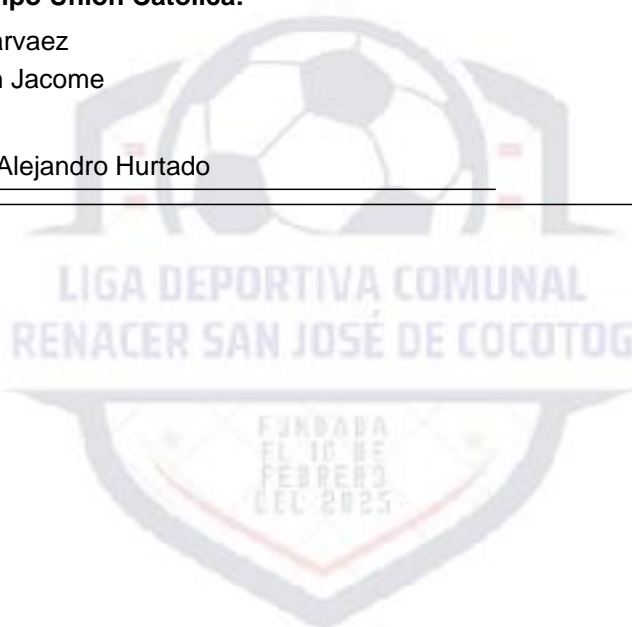 po Unión Católica:
arvaez
n Jacome
Alejandro Hurtado
LIGA DEPORTIVA COMUNAL
RENACER SAN JOSÉ DE COCOTOG
FUNDADA
EL 10 DE
FEBRERO
DEL 2025